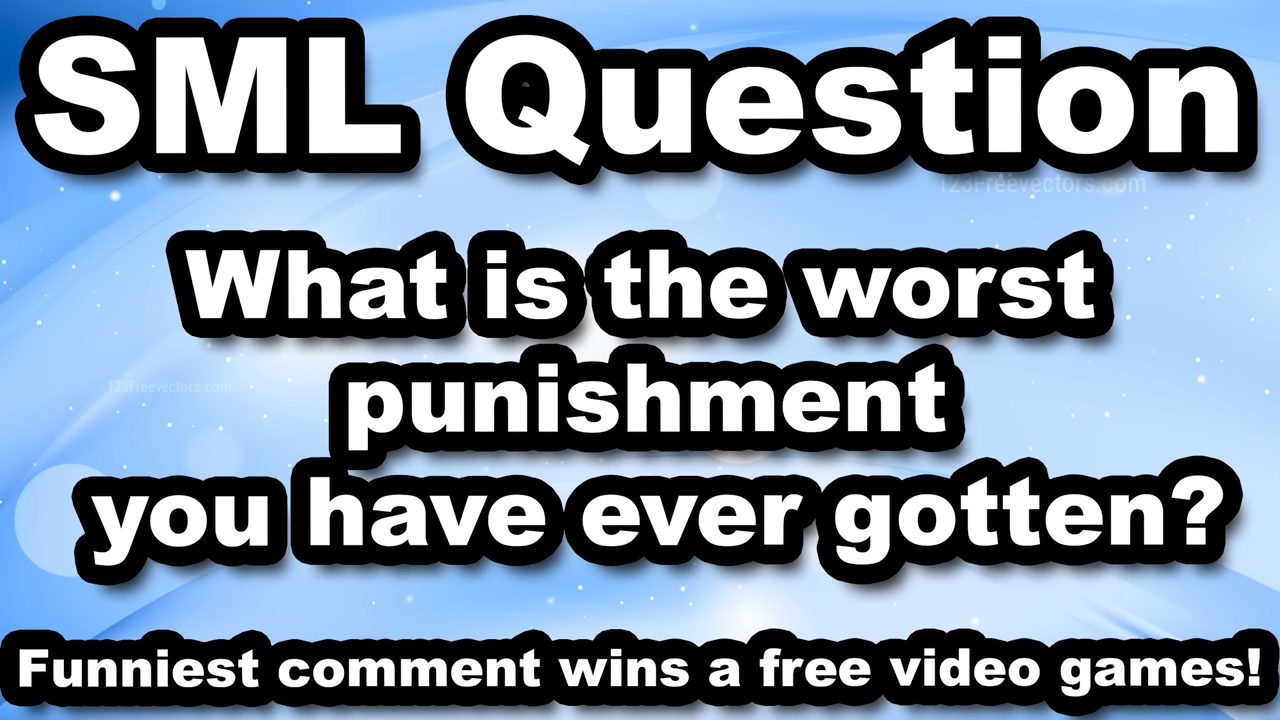 SML Question
123Freevectors.com
What is the worst
punishment
123Freevectors.com
you have ever gotten?
Funniest comment wins a free video games!